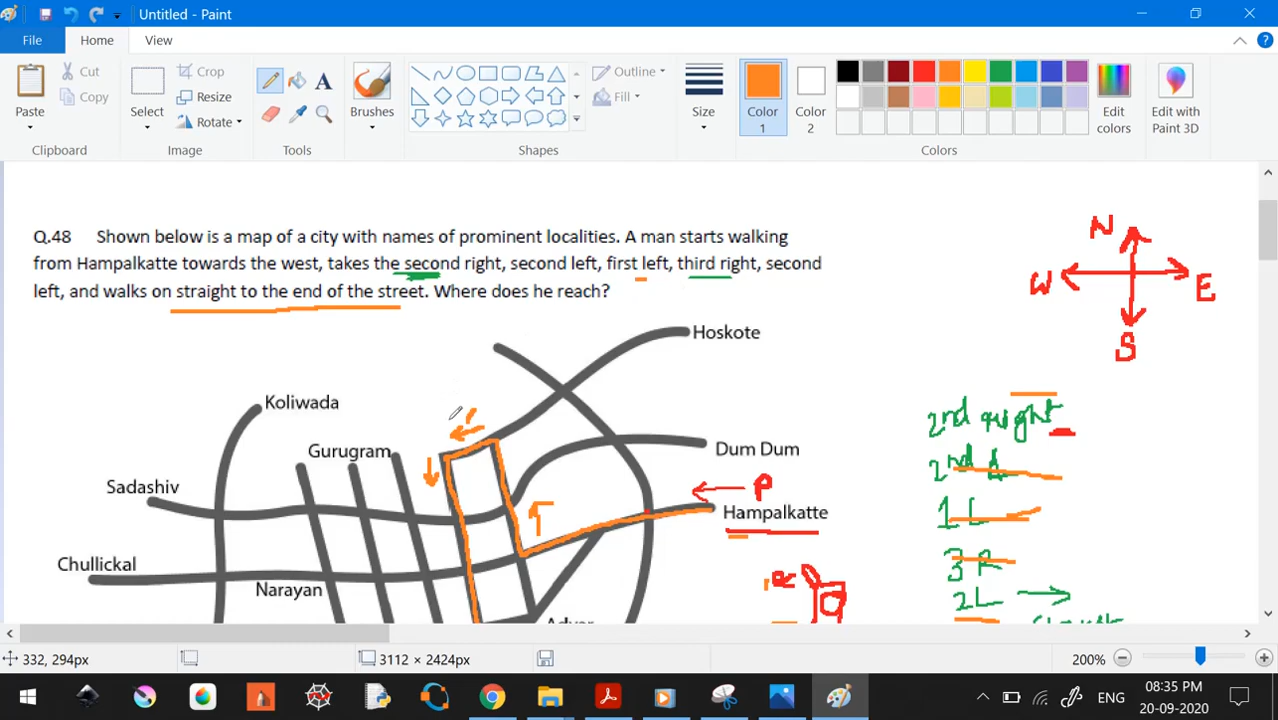 Untitled - Paint
File
Home
View
Paste
Cut
Copy
Clipboard
Select
Crop
Resize
Rotate
Image
A
Tools
Brushes
Outline
Fill
Shapes
Size
Color
1
Color
2
Edit
colors
Edit with
Paint 3D
Colors
Q.48 Shown below is a map of a city with names of prominent localities. A man starts walking
from Hampalkatte towards the west, takes the second right, second left, first left, third right, second
left, and walks on straight to the end of the street. Where does he reach?
N
W
E
S
Hoskote
Koliwada
Gurugram
Dum Dum
Sadashiv
P
Hampalkatte
Chullickal
Narayan
2nd right
2nd L
1 L
3 R
2L
332, 294px
3112 × 2424px
200%
ENG
08:35 PM
20-09-2020